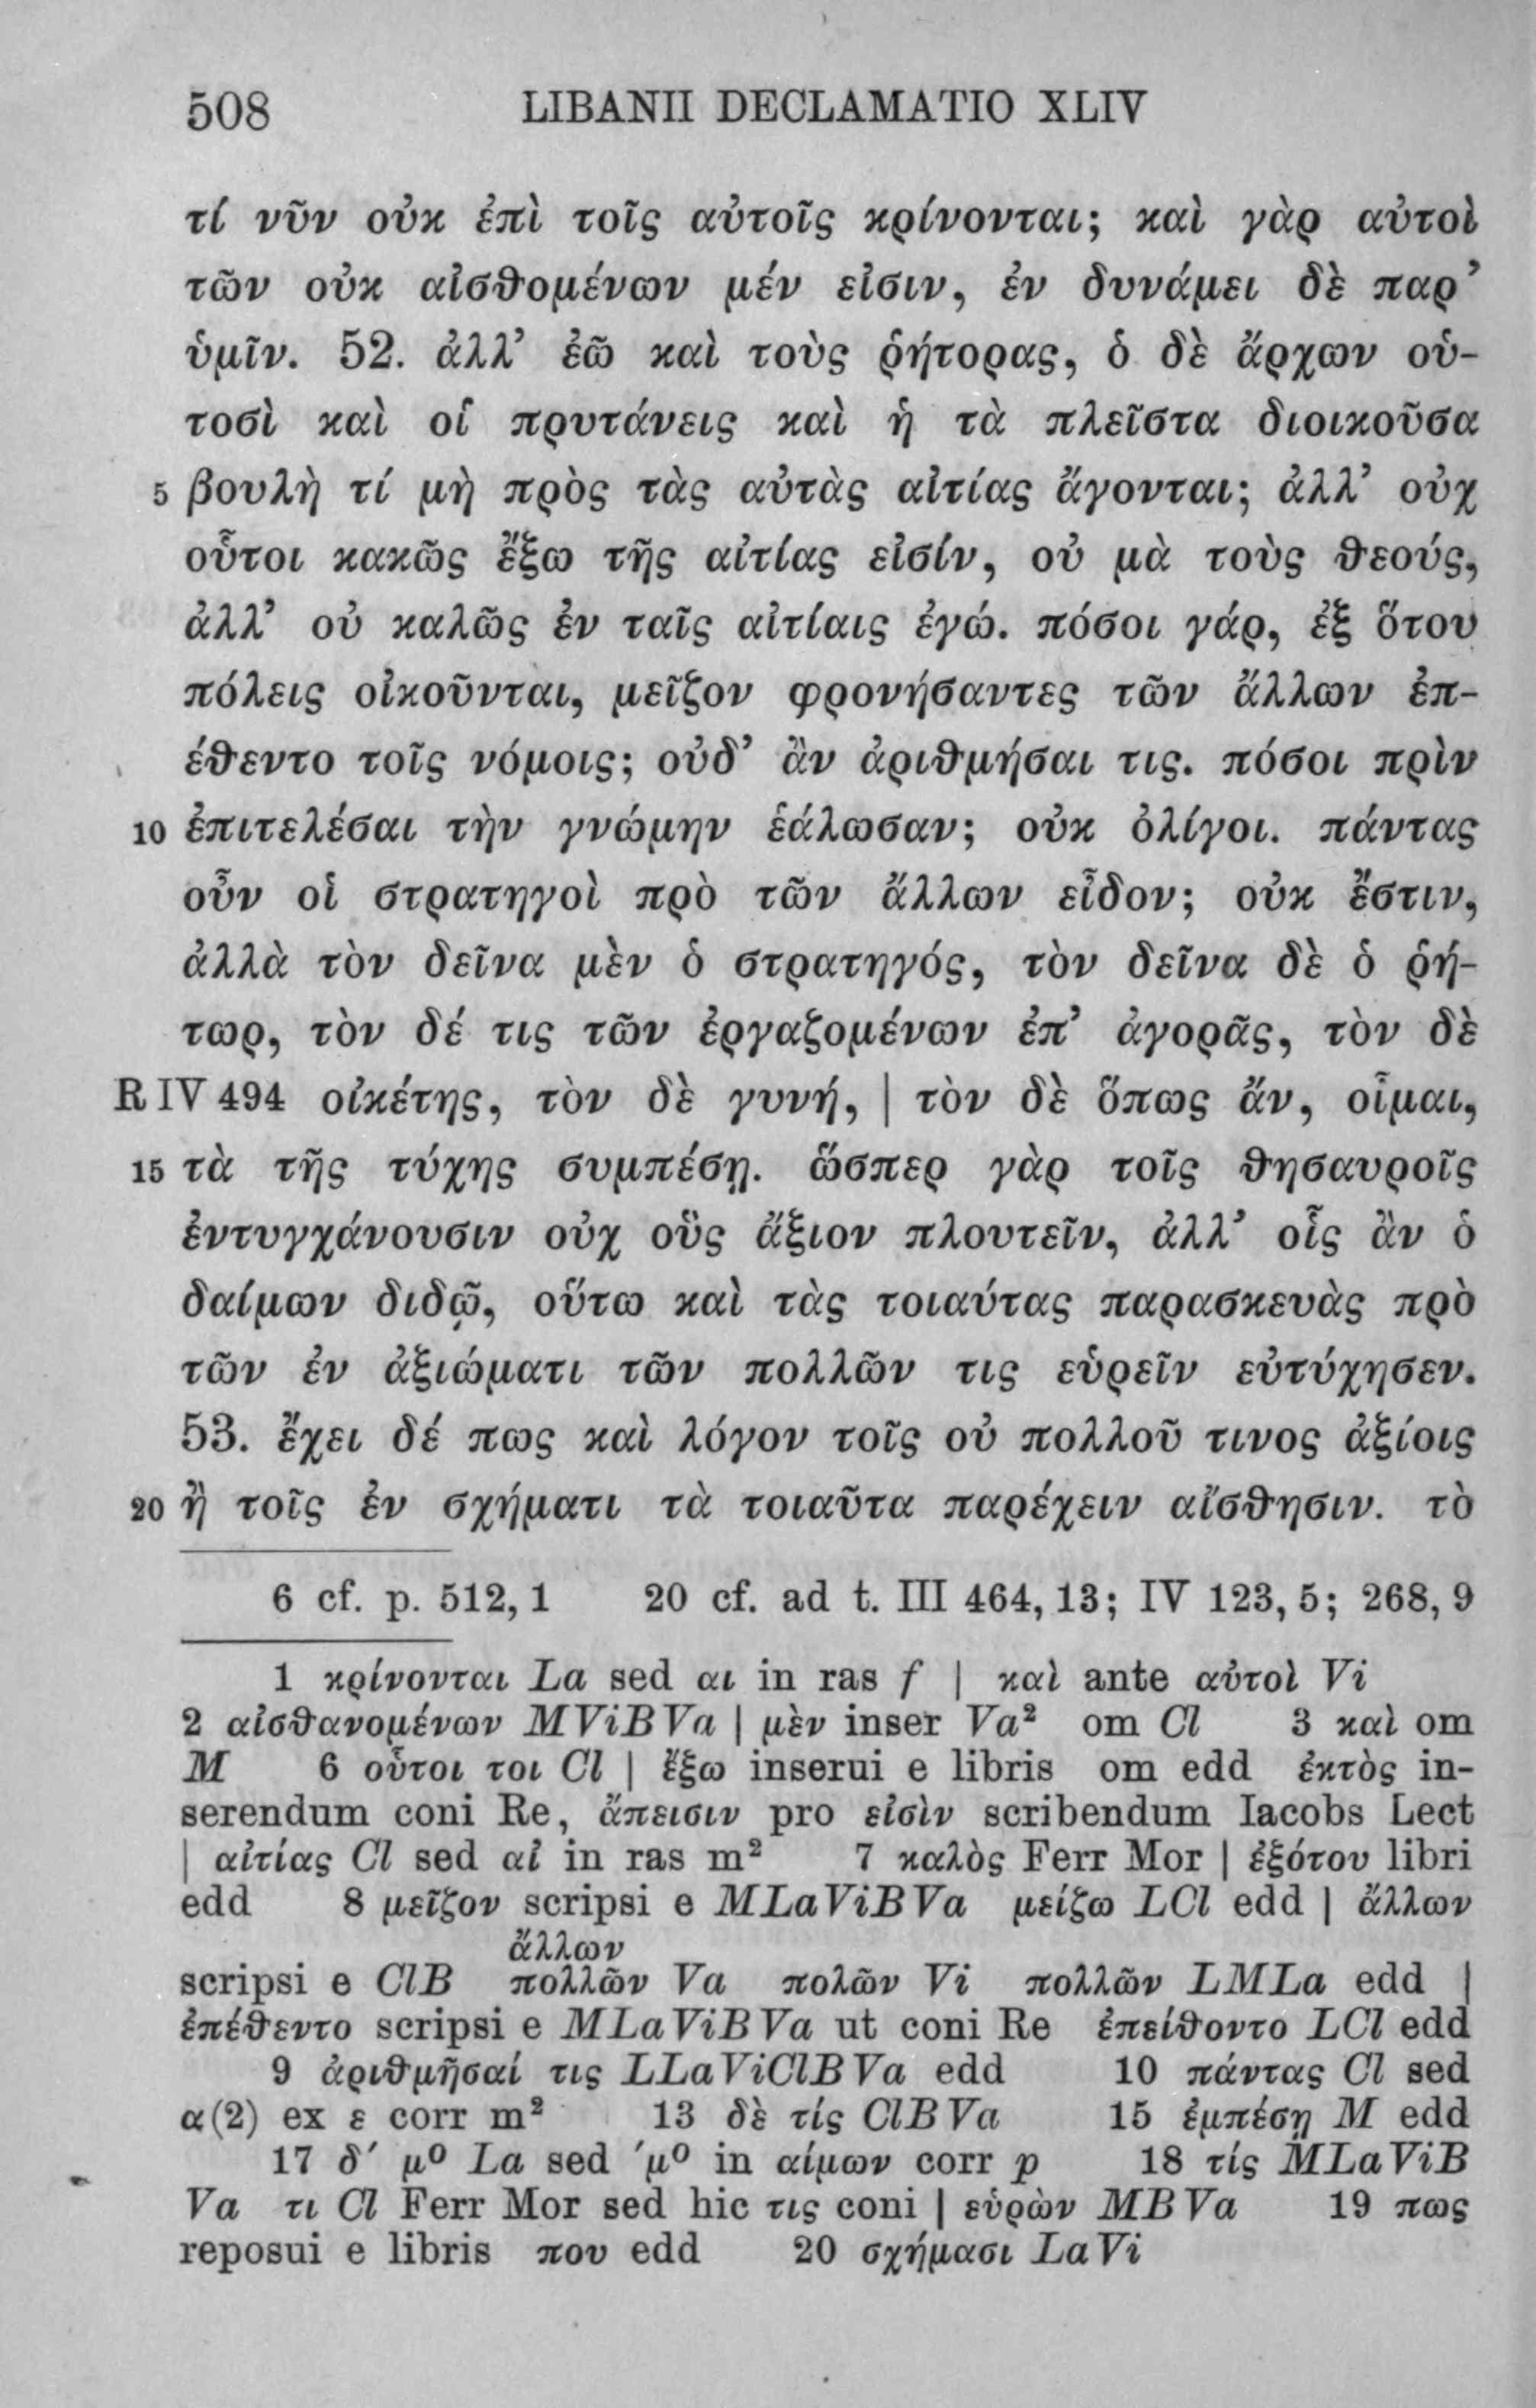 508 LIBANII DECLAMATIO XLIV
τί νῦν οὐκ ἐπὶ τοῖς αὐτοῖς κρίνονται; καὶ γὰρ αὐτοὶ
τῶν οὐκ αἰσθομένων μέν εἰσιν, ἐν δυνάμει δὲ παρ’
ὑμῖν. 52. ἀλλ’ ἐῶ καὶ τοὺς ῥήτορας, ὁ δὲ ἄρχων οὑ-
τοσὶ καὶ οἱ πρυτάνεις καὶ ἡ τὰ πλεῖστα διοικοῦσα
5 βουλὴ τί μὴ πρὸς τὰς αὐτὰς αἰτίας ἄγονται; ἀλλ’ οὐχ
οὗτοι κακῶς ἔξω τῆς αἰτίας εἰσίν, οὐ μὰ τοὺς θεούς,
ἀλλ’ οὐ καλῶς ἐν ταῖς αἰτίαις ἐγώ. πόσοι γάρ, ἐξ ὅτου
πόλεις οἰκοῦνται, μεῖζον φρονήσαντες τῶν ἄλλων ἐπ-
έθεντο τοῖς νόμοις; οὐδ’ ἂν ἀριθμήσαι τις. πόσοι πρὶν
10 ἐπιτελέσαι τὴν γνώμην ἑάλωσαν; οὐκ ὀλίγοι. πάντας
οὖν οἱ στρατηγοὶ πρὸ τῶν ἄλλων εἶδον; οὐκ ἔστιν,
ἀλλὰ τὸν δεῖνα μὲν ὁ στρατηγός, τὸν δεῖνα δὲ ὁ ῥή-
τωρ, τὸν δέ τις τῶν ἐργαζομένων ἐπ’ ἀγορᾶς, τὸν δὲ
R IV 494 οἰκέτης, τὸν δὲ γυνή, | τὸν δὲ ὅπως ἄν, οἶμαι,
15 τὰ τῆς τύχης συμπέσῃ. ὥσπερ γὰρ τοῖς θησαυροῖς
ἐντυγχάνουσιν οὐχ οὓς ἄξιον πλουτεῖν, ἀλλ’ οἷς ἂν ὁ
δαίμων διδῷ, οὕτω καὶ τὰς τοιαύτας παρασκευὰς πρὸ
τῶν ἐν ἀξιώματι τῶν πολλῶν τις εὑρεῖν εὐτύχησεν.
53. ἔχει δέ πως καὶ λόγον τοῖς οὐ πολλοῦ τινος ἀξίοις
20 ἢ τοῖς ἐν σχήματι τὰ τοιαῦτα παρέχειν αἴσθησιν. τὸ
6 cf. p. 512, 1 20 cf. ad t. III 464, 13; IV 123, 5; 268, 9
1 κρίνονται La sed αι in ras f | καὶ ante αὐτοὶ Vi
2 αἰσθανομένων MViBVa | μὲν inser Va² om Cl 3 καὶ om
M 6 οὗτοι τοι Cl | ἔξω inserui e libris om edd ἐκτὸς in-
serendum coni Re, ἄπεισιν pro εἰσὶν scribendum Iacobs Lect
| αἰτίας Cl sed αἰ in ras m² 7 καλὸς Ferr Mor | ἐξότου libri
edd 8 μεῖζον scripsi e MLaViBVa μείζω LCl edd | ἄλλων
ἄλλων
scripsi e ClB πολλῶν Va πολῶν Vi πολλῶν LMLa edd |
ἐπέθεντο scripsi e MLaViBVa ut coni Re ἐπείθοντο LCl edd
9 ἀριθμῆσαί τις LLaViClBVa edd 10 πάντας Cl sed
α(2) ex ε corr m² 13 δὲ τίς ClBVa 15 ἐμπέσῃ M edd
17 δ´ μ⁰ La sed ´μ⁰ in αίμων corr p 18 τίς MLaViB
Va τι Cl Ferr Mor sed hic τις coni | εὑρὼν MBVa 19 πως
reposui e libris που edd 20 σχήμασι LaVi